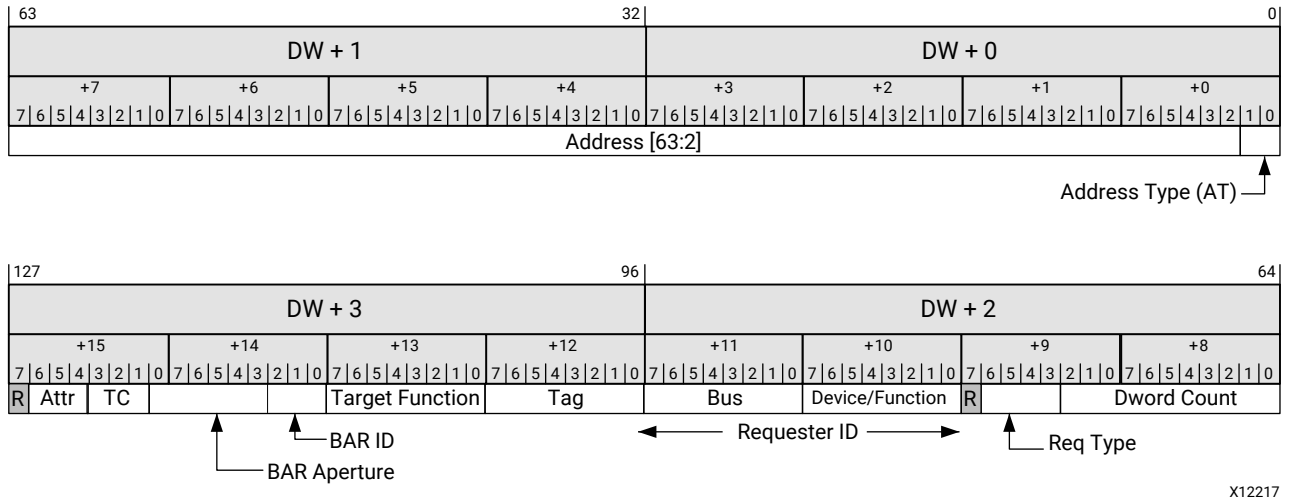 63 32 0
DW + 1 DW + 0
+7 +6 +5 +4 +3 +2 +1 +0
7 6 5 4 3 2 1 0 7 6 5 4 3 2 1 0 7 6 5 4 3 2 1 0 7 6 5 4 3 2 1 0 7 6 5 4 3 2 1 0 7 6 5 4 3 2 1 0 7 6 5 4 3 2 1 0 7 6 5 4 3 2 1 0
Address [63:2]
Address Type (AT)
127 96 64
DW + 3 DW + 2
+15 +14 +13 +12 +11 +10 +9 +8
7 6 5 4 3 2 1 0 7 6 5 4 3 2 1 0 7 6 5 4 3 2 1 0 7 6 5 4 3 2 1 0 7 6 5 4 3 2 1 0 7 6 5 4 3 2 1 0 7 6 5 4 3 2 1 0 7 6 5 4 3 2 1 0
R Attr TC Target Function Tag Bus Device/Function R Dword Count
BAR ID Requester ID Req Type
BAR Aperture
X12217